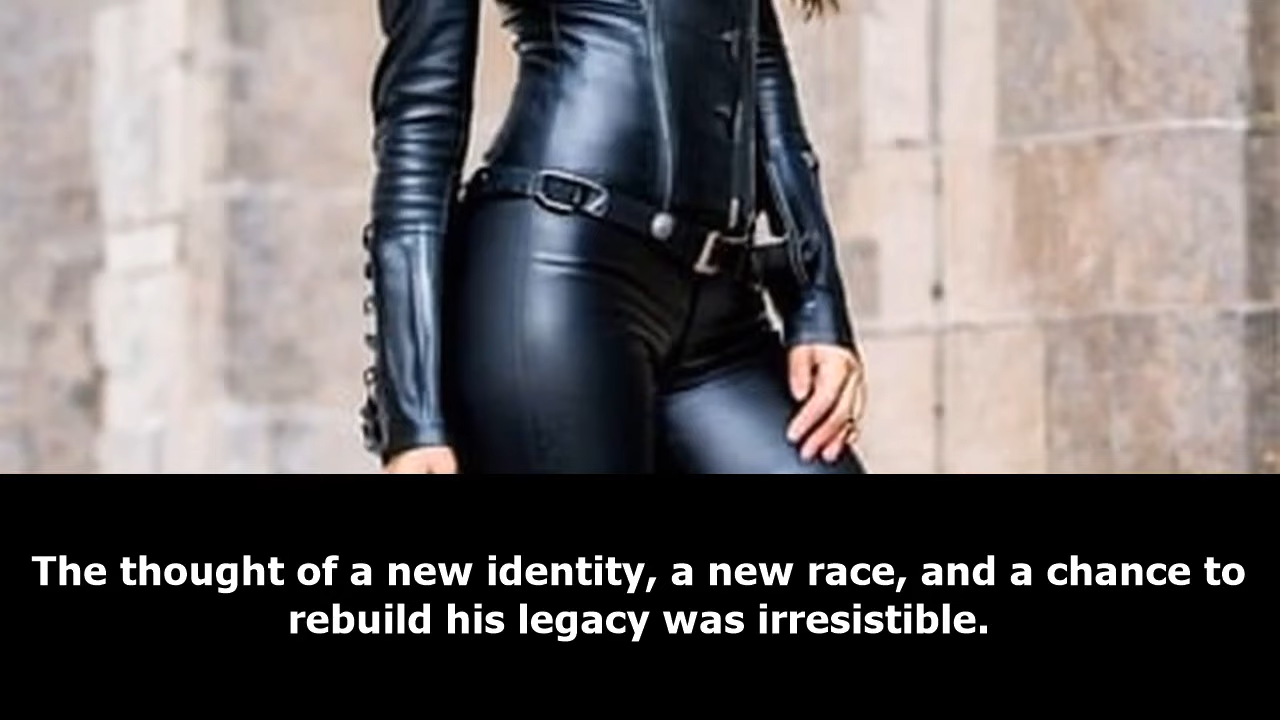 The thought of a new identity, a new race, and a chance to
rebuild his legacy was irresistible.